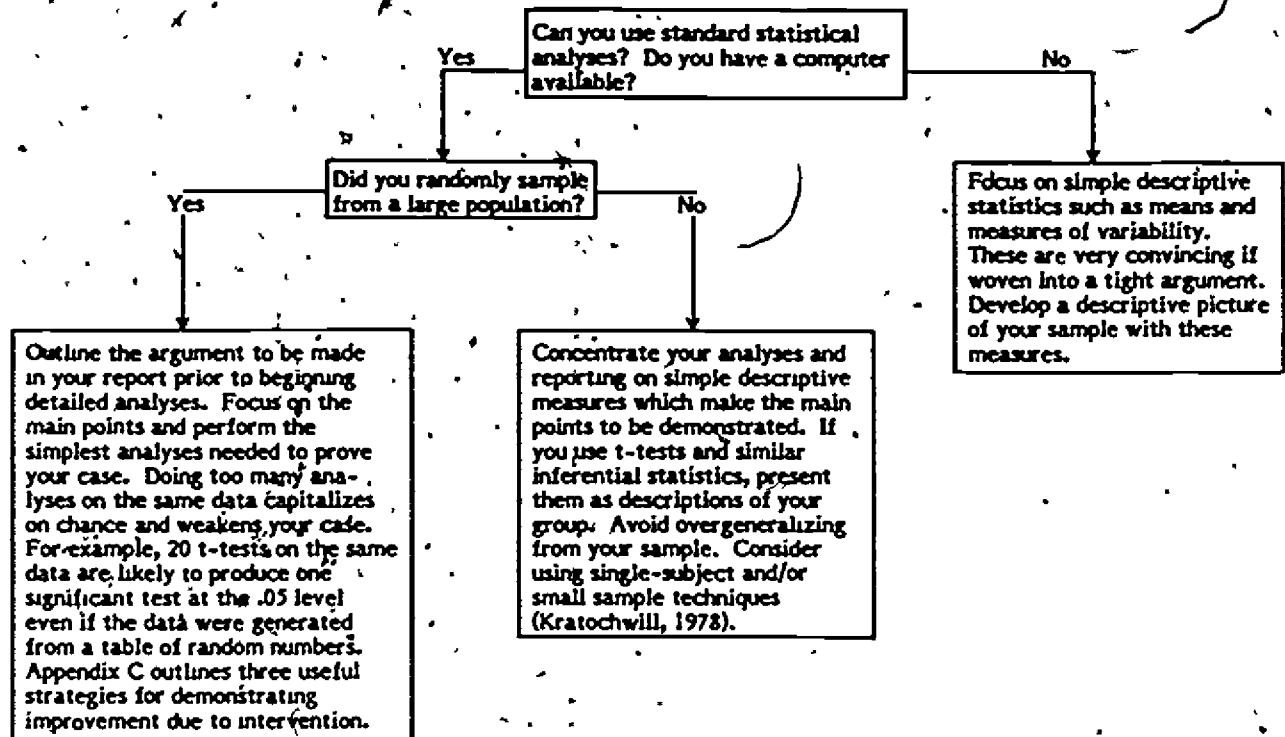 Can you use standard statistical
analyses? Do you have a computer
available?
Yes
No
Did you randomly sample
from a large population?
Yes
No
Focus on simple descriptive
statistics such as means and
measures of variability.
These are very convincing if
woven into a tight argument.
Develop a descriptive picture
of your sample with these
measures.
Outline the argument to be made
in your report prior to beginning
detailed analyses. Focus on the
main points and perform the
simplest analyses needed to prove
your case. Doing too many ana-
lyses on the same data capitalizes
on chance and weakens your case.
For example, 20 t-tests on the same
data are likely to produce one
significant test at the .05 level
even if the data were generated
from a table of random numbers.
Appendix C outlines three useful
strategies for demonstrating
improvement due to intervention.
Concentrate your analyses and
reporting on simple descriptive
measures which make the main
points to be demonstrated. If
you use t-tests and similar
inferential statistics, present
them as descriptions of your
group. Avoid overgeneralizing
from your sample. Consider
using single-subject and/or
small sample techniques
(Kratochwill, 1978).